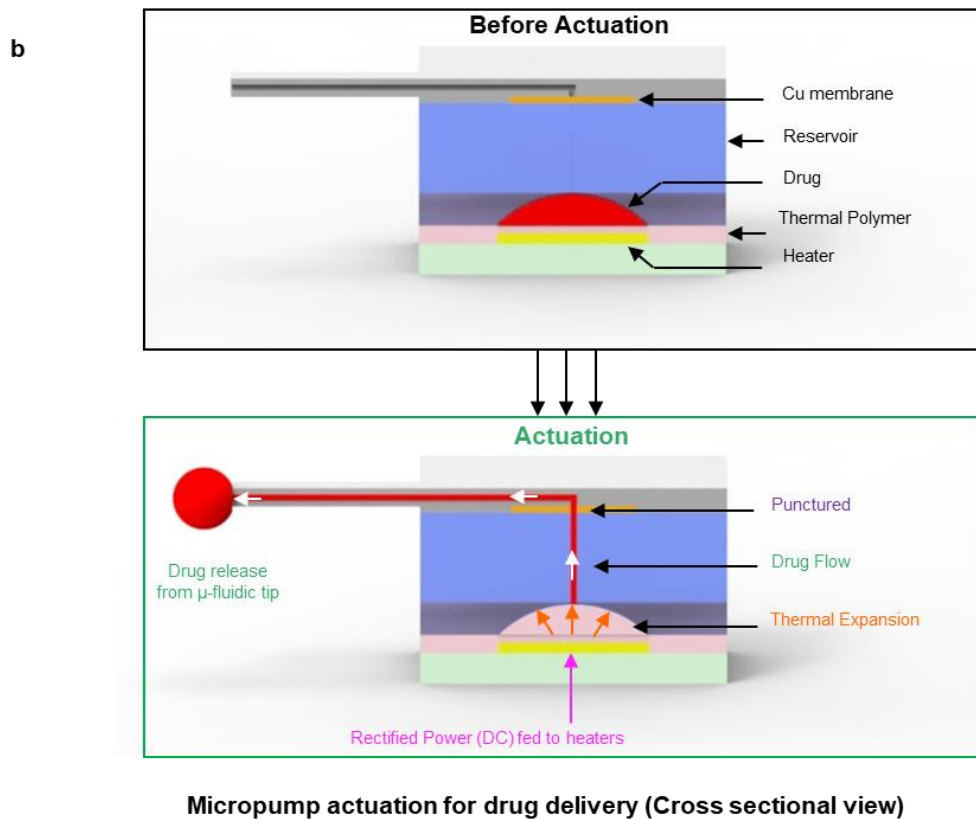 b
Before Actuation
Cu membrane
Reservoir
Drug
Thermal Polymer
Heater
Actuation
Punctured
Drug Flow
Thermal Expansion
Drug release
from µ-fluidic tip
Rectified Power (DC) fed to heaters
Micropump actuation for drug delivery (Cross sectional view)